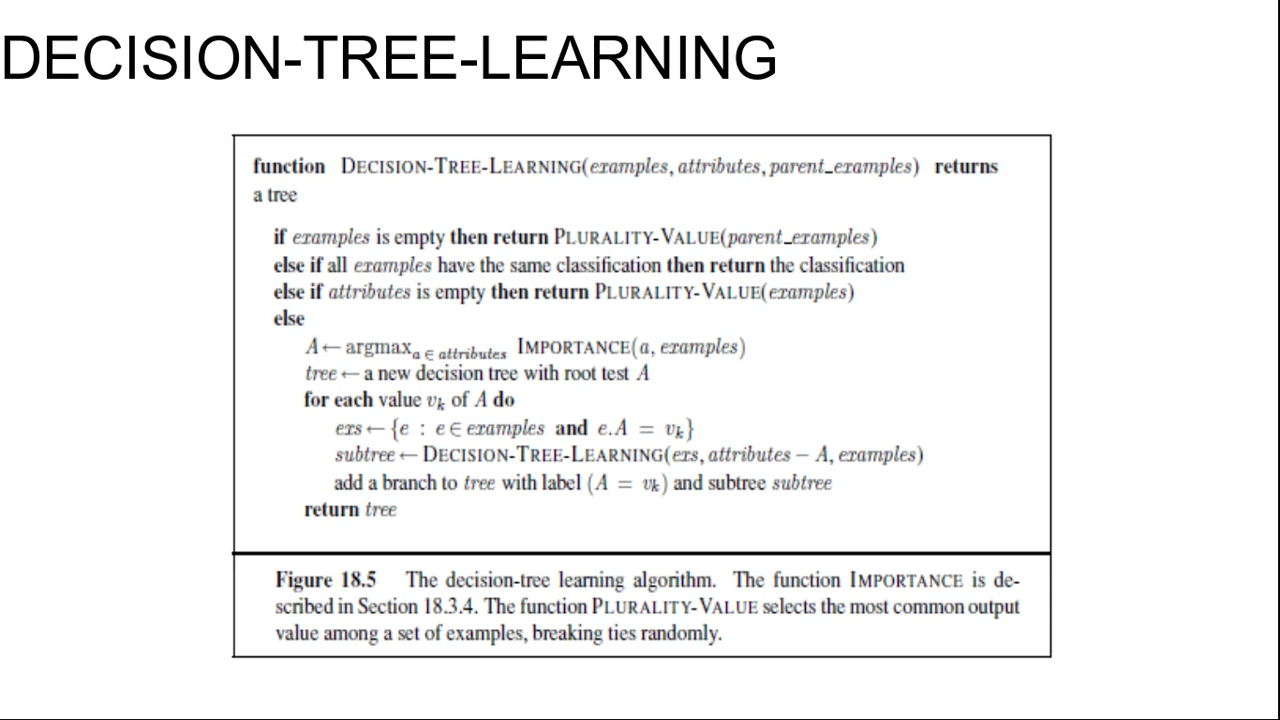 DECISION-TREE-LEARNING
function DECISION-TREE-LEARNING(examples, attributes, parent_examples) returns
a tree
if examples is empty then return PLURALITY-VALUE(parent_examples)
else if all examples have the same classification then return the classification
else if attributes is empty then return PLURALITY-VALUE(examples)
else
A ← argmax a ∈ attributes IMPORTANCE(a, examples)
tree ← a new decision tree with root test A
for each value vk of A do
exs ← {e : e ∈ examples and e.A = vk}
subtree ← DECISION-TREE-LEARNING(exs, attributes − A, examples)
add a branch to tree with label (A = vk) and subtree subtree
return tree
Figure 18.5 The decision-tree learning algorithm. The function IMPORTANCE is de-
scribed in Section 18.3.4. The function PLURALITY-VALUE selects the most common output
value among a set of examples, breaking ties randomly.